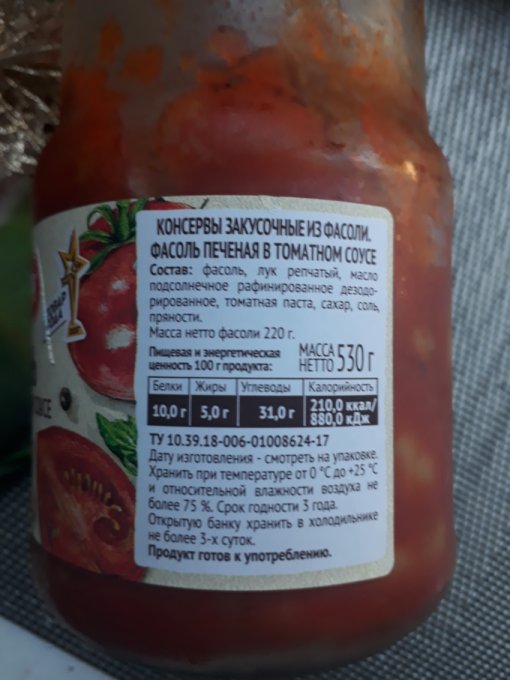 КОНСЕРВЫ ЗАКУСОЧНЫЕ ИЗ ФАСОЛИ.
ФАСОЛЬ ПЕЧЕНАЯ В ТОМАТНОМ СОУСЕ
Состав: фасоль, лук репчатый, масло
подсолнечное рафинированное дезодо-
рированное, томатная паста, сахар, соль,
пряности.
Масса нетто фасоли 220 г.
Пищевая и энергетическая
ценность 100 г продукта:
МАССА
НЕТТО 530 г
Белки Жиры Углеводы Калорийность
10,0 г 5,0 г 31,0 г 210,0 ккал/
880,0 кДж
ТУ 10.39.18-006-01008624-17
Дату изготовления - смотреть на упаковке.
Хранить при температуре от 0 °С до +25 °С
и относительной влажности воздуха не
более 75 %. Срок годности 3 года.
Открытую банку хранить в холодильнике
не более 3-х суток.
Продукт готов к употреблению.